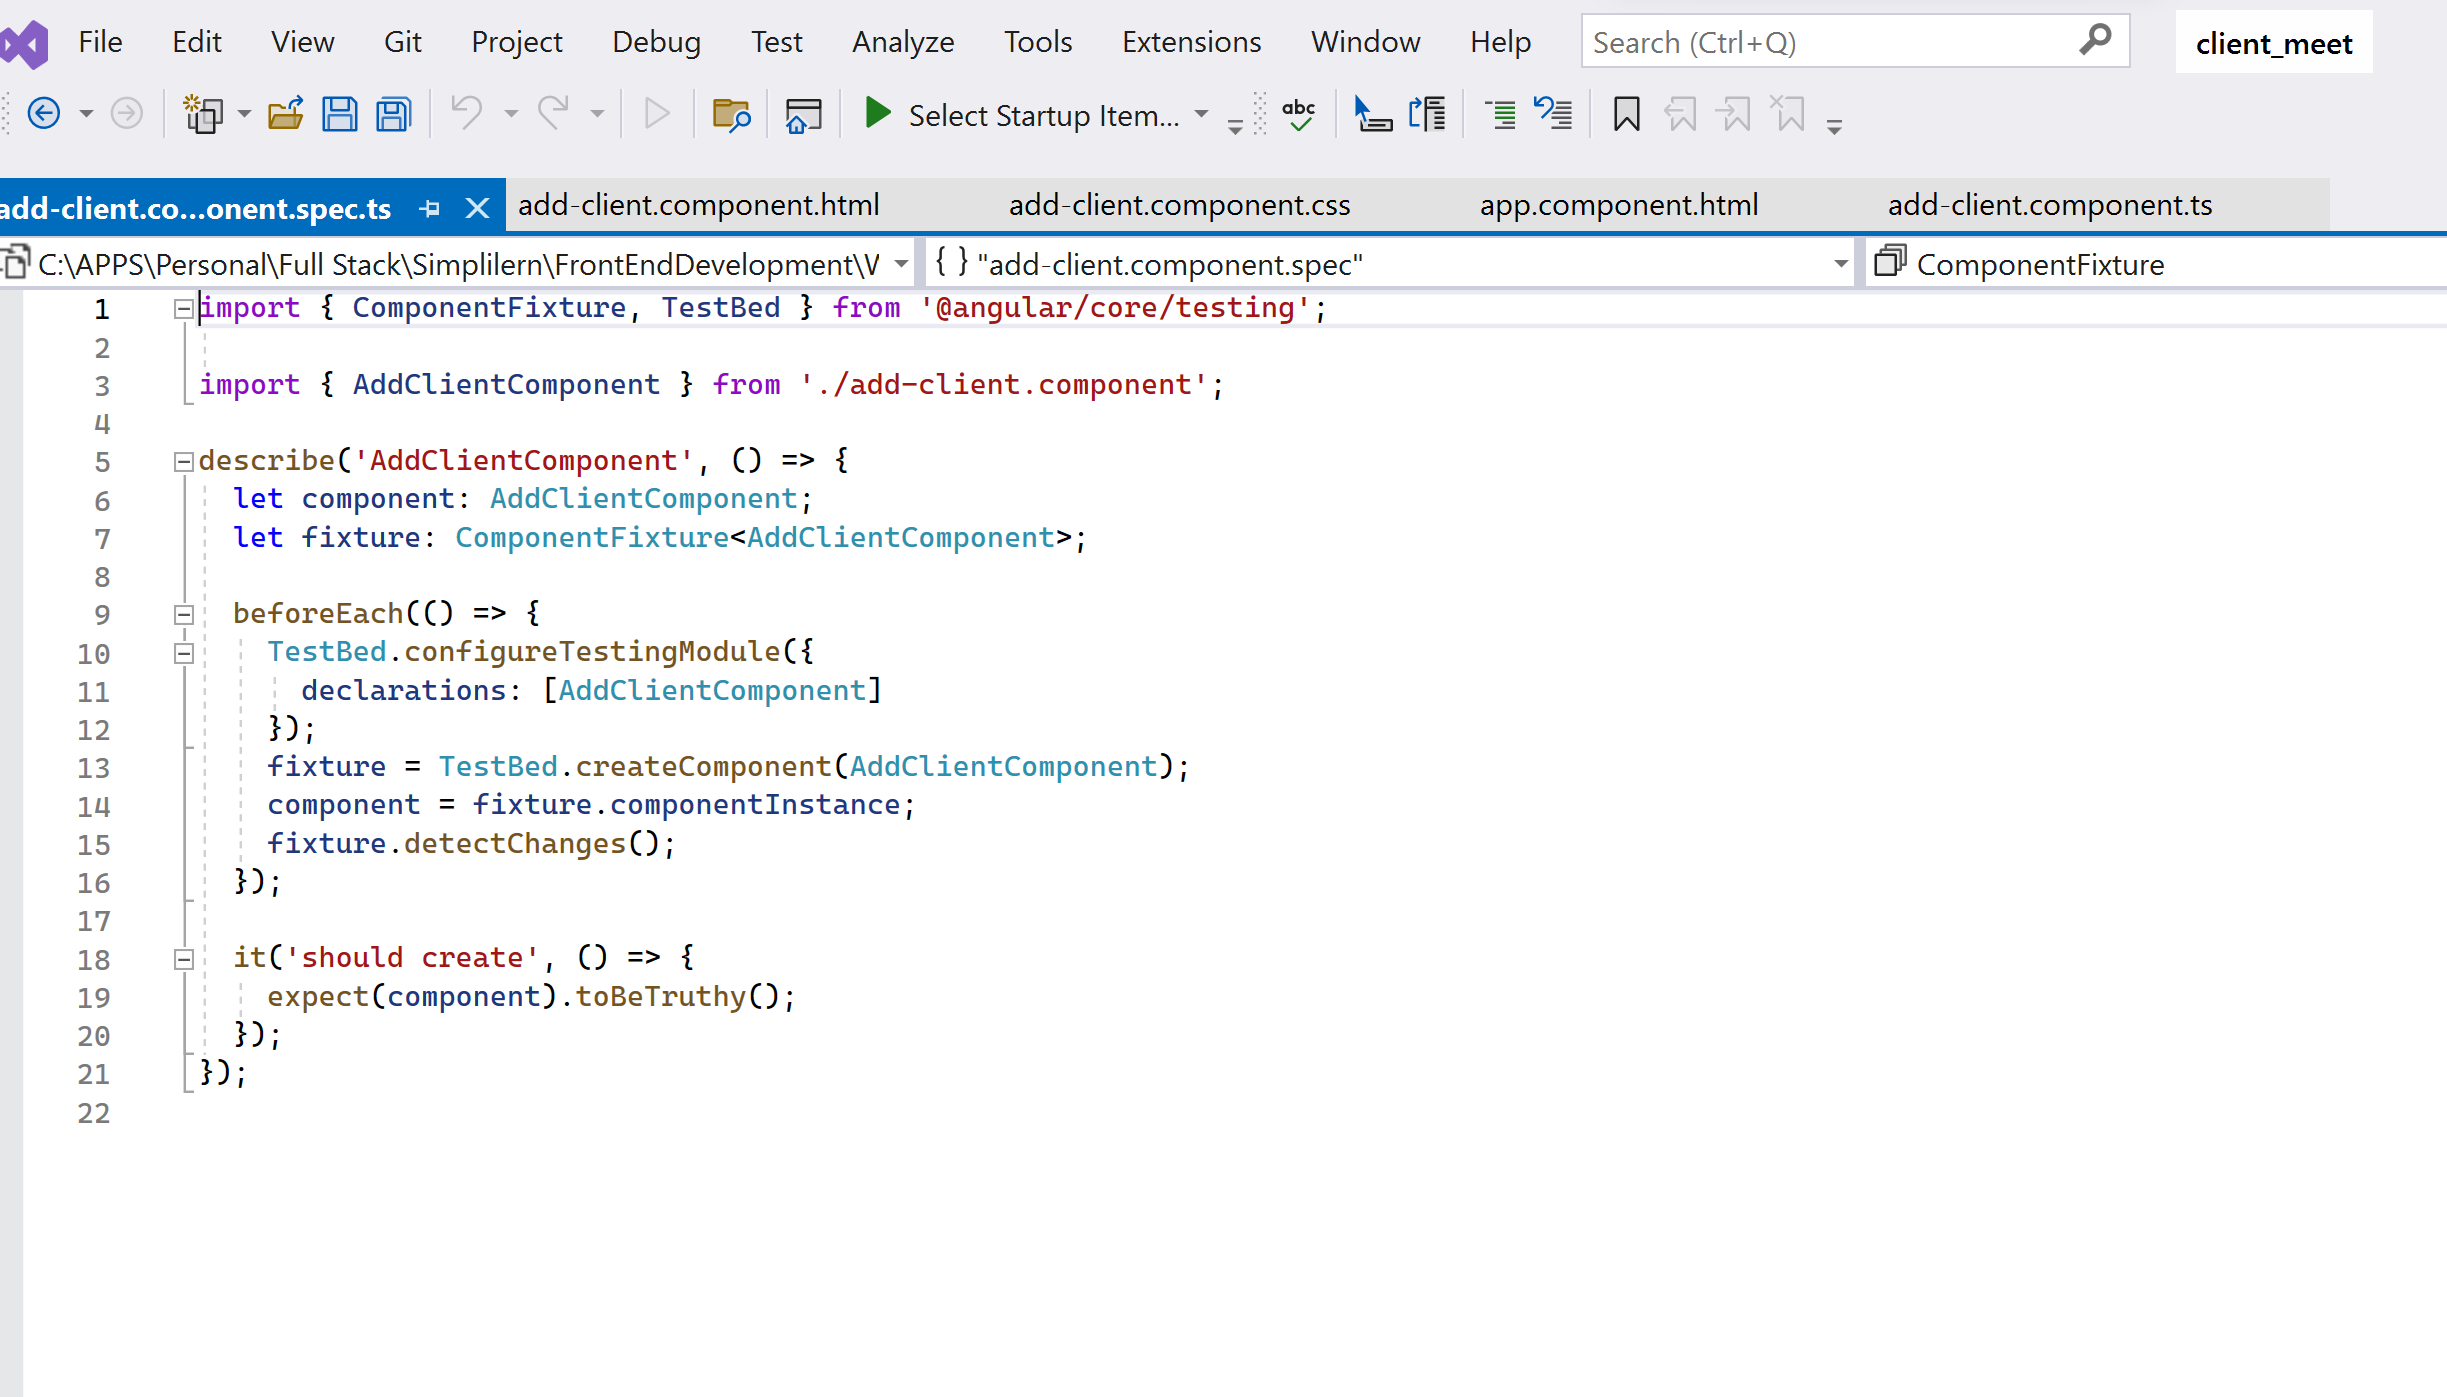 File Edit View Git Project Debug Test Analyze Tools Extensions Window Help Search (Ctrl+Q) client_meet
Select Startup Item... abc
add-client.co...onent.spec.ts add-client.component.html add-client.component.css app.component.html add-client.component.ts
C:\APPS\Personal\Full Stack\Simplilern\FrontEndDevelopment\V { } "add-client.component.spec" ComponentFixture
1 import { ComponentFixture, TestBed } from '@angular/core/testing';
2
3 import { AddClientComponent } from './add-client.component';
4
5 describe('AddClientComponent', () => {
6 let component: AddClientComponent;
7 let fixture: ComponentFixture<AddClientComponent>;
8
9 beforeEach(() => {
10 TestBed.configureTestingModule({
11 declarations: [AddClientComponent]
12 });
13 fixture = TestBed.createComponent(AddClientComponent);
14 component = fixture.componentInstance;
15 fixture.detectChanges();
16 });
17
18 it('should create', () => {
19 expect(component).toBeTruthy();
20 });
21 });
22